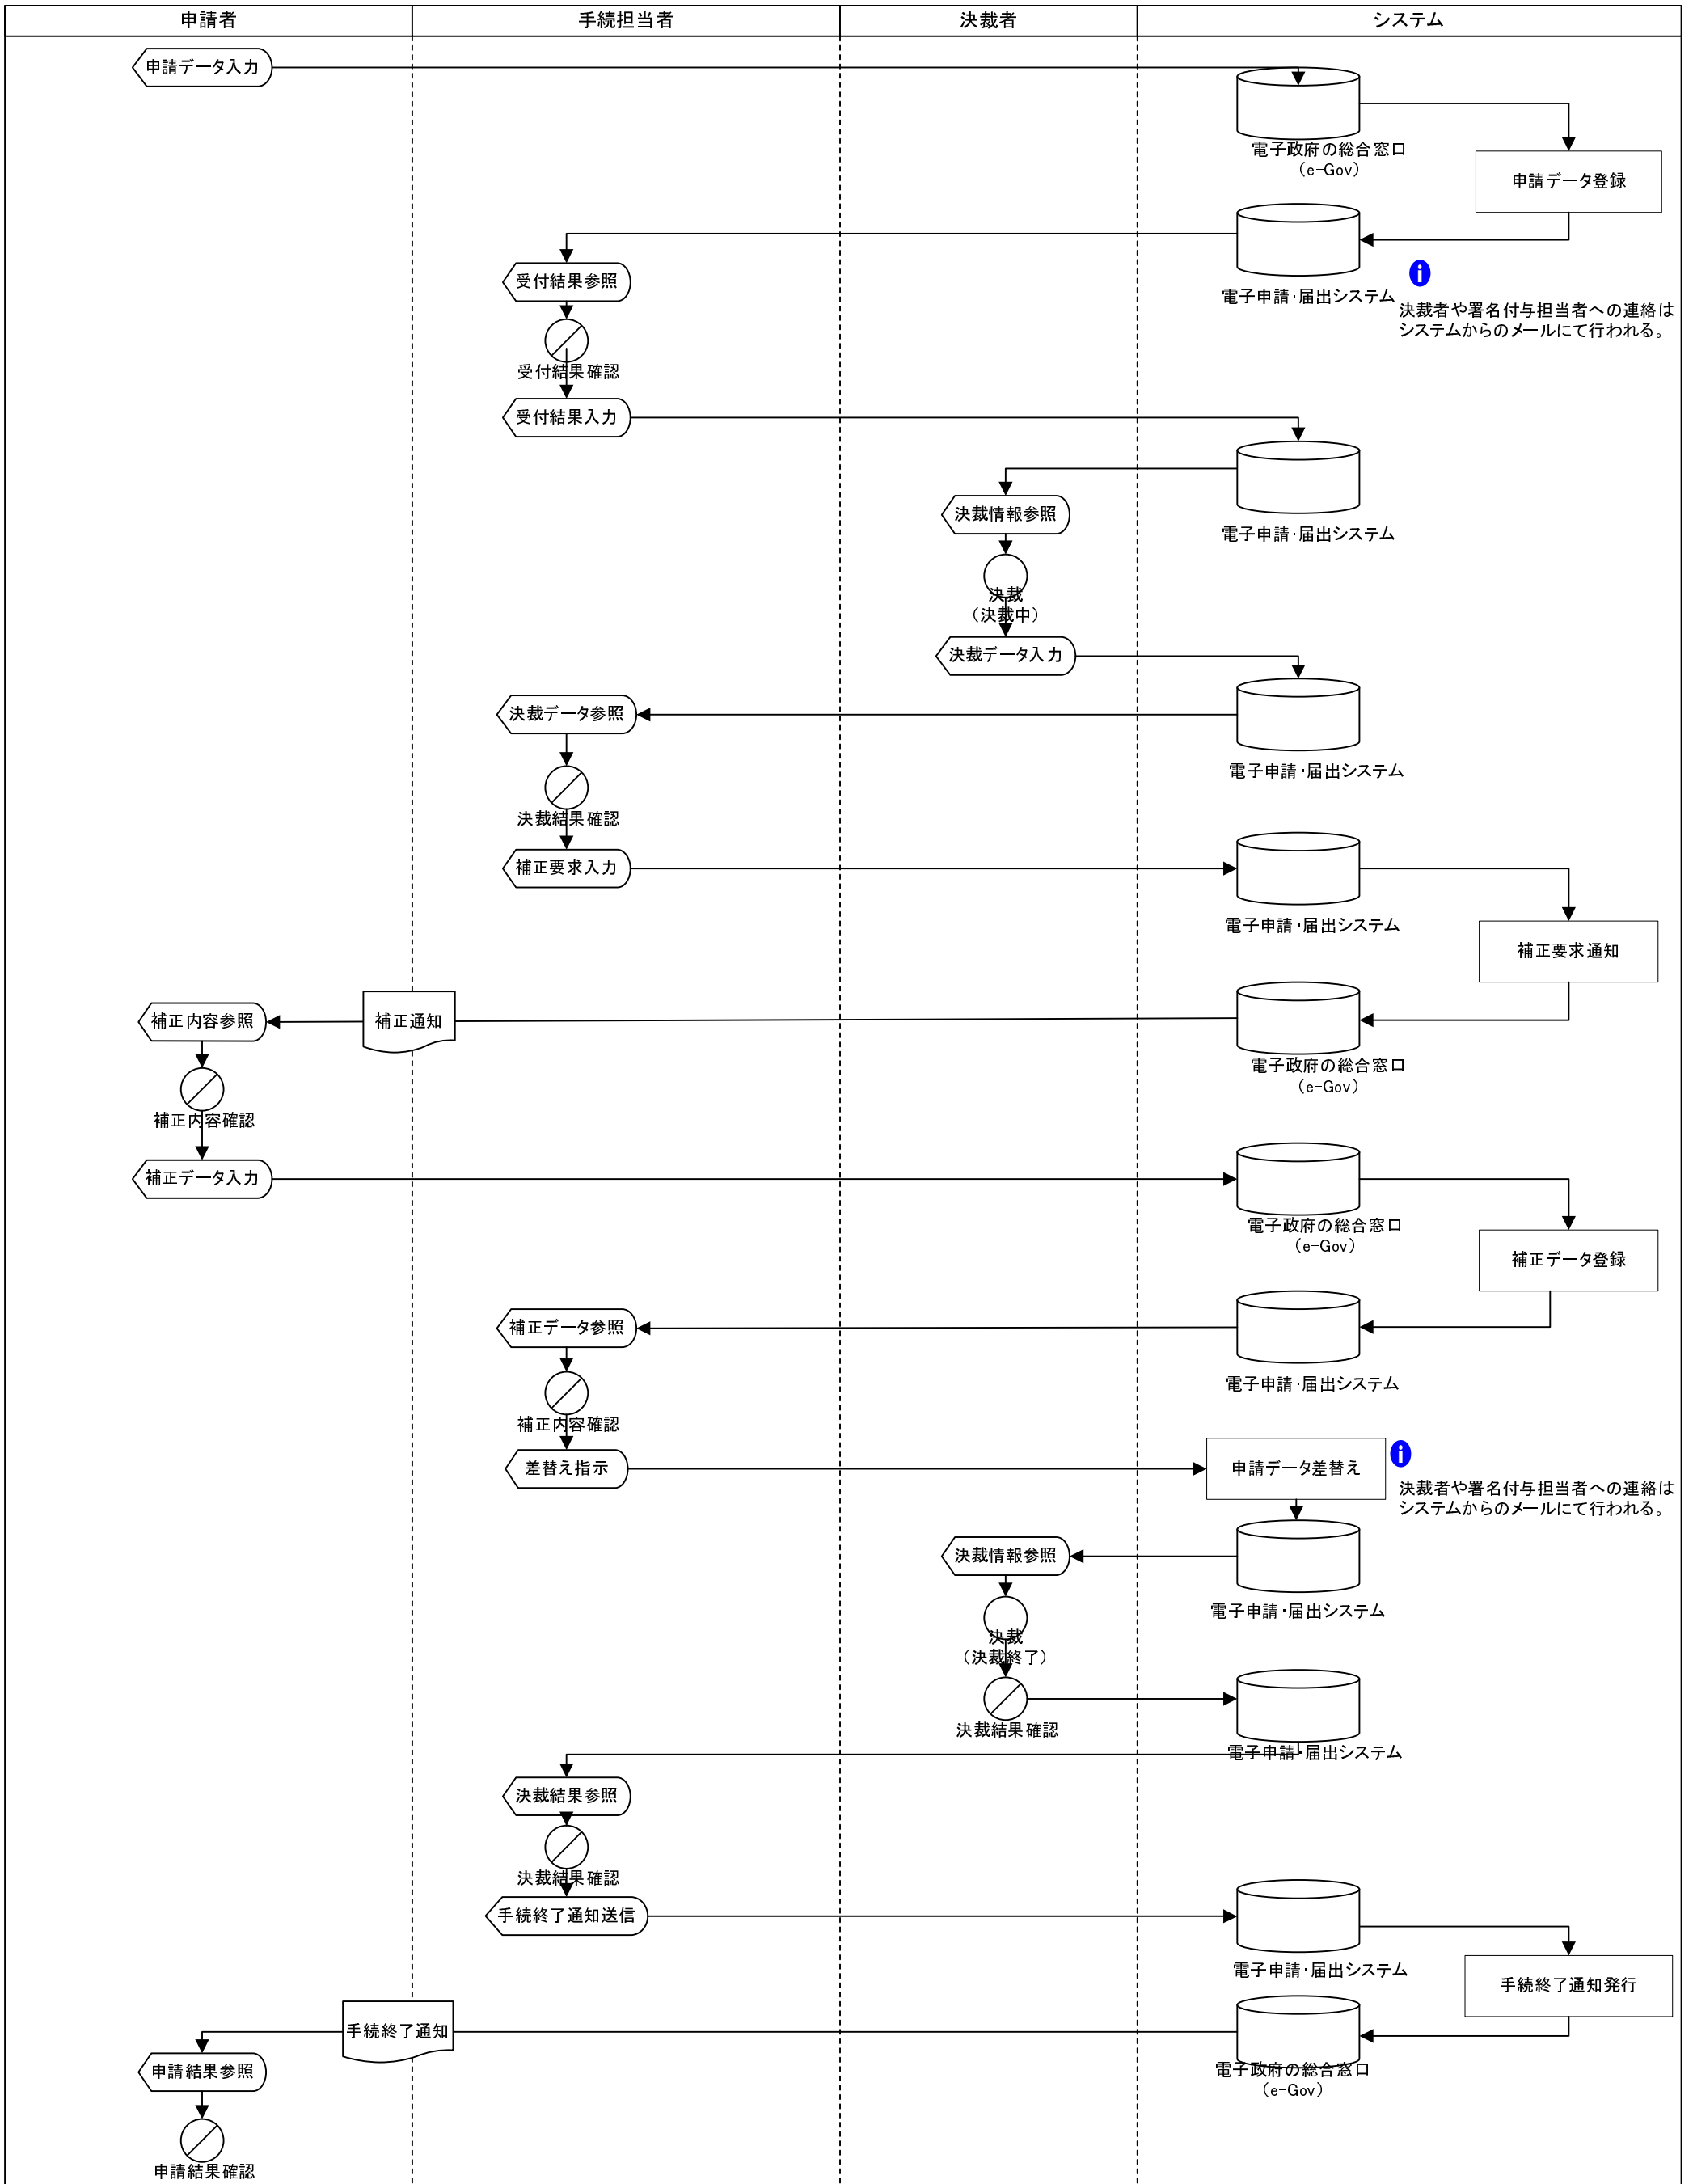 申請者
手続担当者
決裁者
システム
申請データ入力
電子政府の総合窓口
（e-Gov）
申請データ登録
受付結果参照
電子申請・届出システム
決裁者や署名付与担当者への連絡は
システムからのメールにて行われる。
受付結果確認
受付結果入力
決裁情報参照
電子申請・届出システム
決裁
（決裁中）
決裁データ入力
決裁データ参照
電子申請・届出システム
決裁結果確認
補正要求入力
電子申請・届出システム
補正要求通知
補正内容参照
補正通知
電子政府の総合窓口
（e-Gov）
補正内容確認
補正データ入力
電子政府の総合窓口
（e-Gov）
補正データ登録
補正データ参照
電子申請・届出システム
補正内容確認
差替え指示
申請データ差替え
決裁者や署名付与担当者への連絡は
システムからのメールにて行われる。
決裁情報参照
電子申請・届出システム
決裁
（決裁終了）
決裁結果確認
電子申請・届出システム
決裁結果参照
決裁結果確認
手続終了通知送信
電子申請・届出システム
手続終了通知発行
手続終了通知
申請結果参照
電子政府の総合窓口
（e-Gov）
申請結果確認